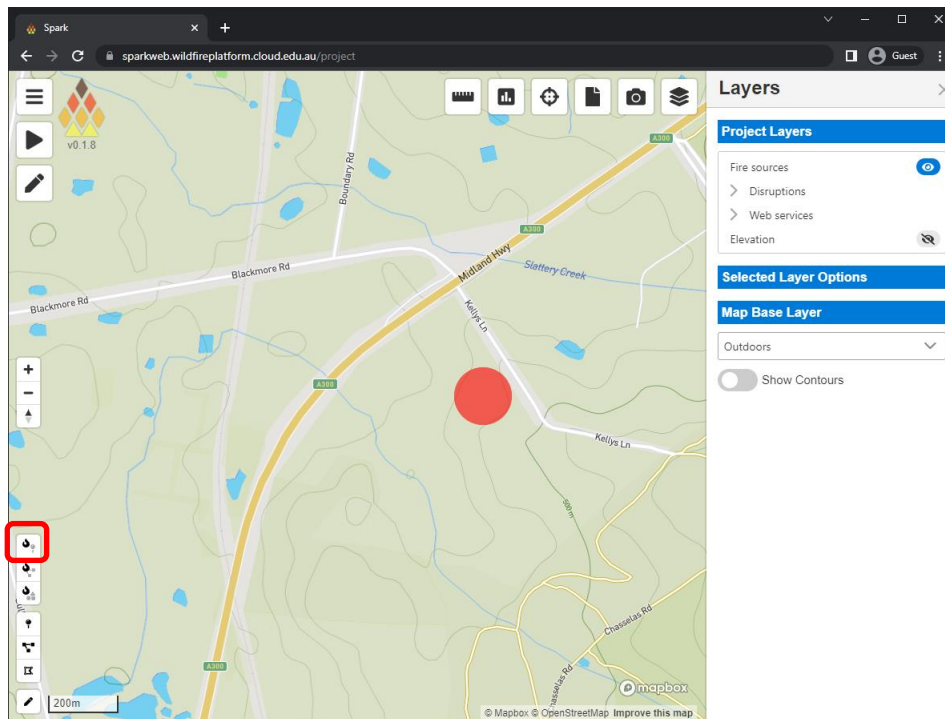 Spark
sparkweb.wildfireplatform.cloud.edu.au/project
Guest
v0.1.8
Layers
Project Layers
Fire sources
Disruptions
Web services
Elevation
Selected Layer Options
Map Base Layer
Outdoors
Show Contours
A300
Boundary Rd
A300
Midland Hwy
Slattery Creek
Blackmore Rd
Blackmore Rd
Kellys Ln
A300
Kellys Ln
500 m
Chasselas Rd
A300
mapbox
200m
© Mapbox © OpenStreetMap Improve this map